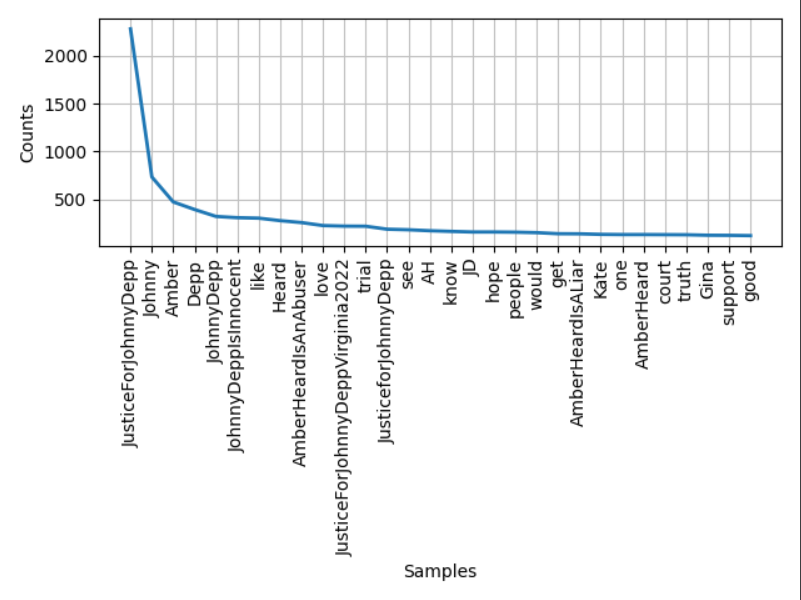 2000
1500
1000
500
Counts
JusticeForJohnnyDepp
Johnny
Amber
Depp
JohnnyDepp
JohnnyDeppIsInnocent
like
Heard
AmberHeardIsAnAbuser
love
JusticeForJohnnyDeppVirginia2022
trial
JusticeforJohnnyDepp
see
AH
know
JD
hope
people
would
get
AmberHeardIsALiar
Kate
one
AmberHeard
court
truth
Gina
support
good
Samples